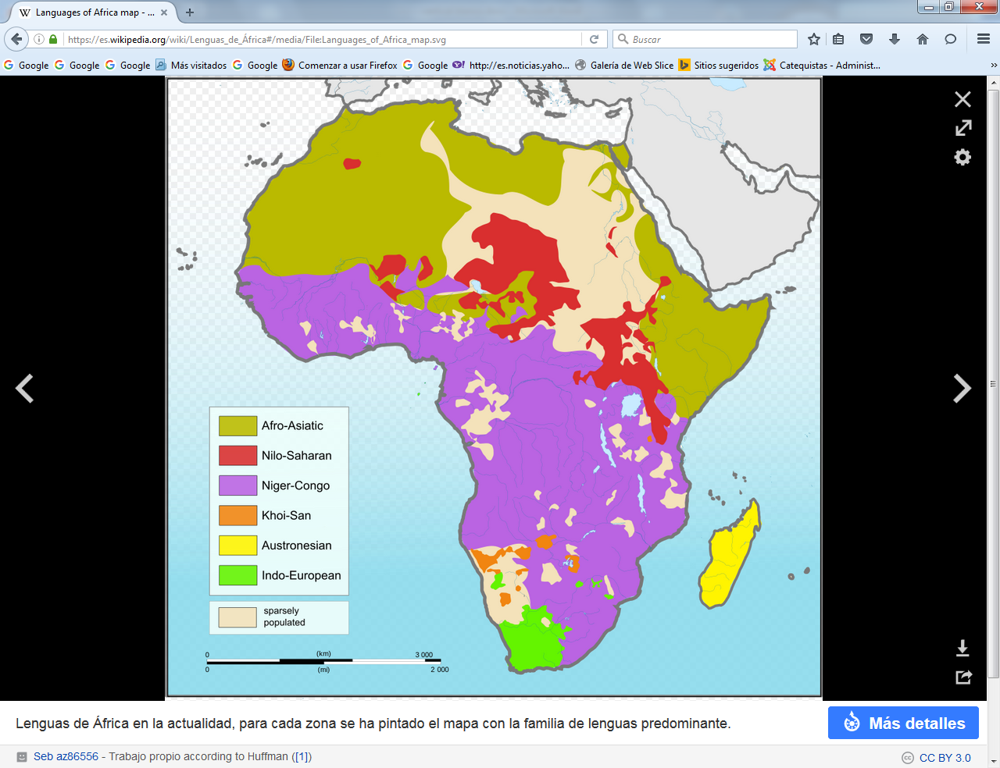 Languages of Africa map - ...
https://es.wikipedia.org/wiki/Lenguas_de_África#/media/File:Languages_of_Africa_map.svg
Buscar
Google Google Google Más visitados Google Comenzar a usar Firefox Google http://es.noticias.yaho... Galería de Web Slice Sitios sugeridos Catequistas - Administ...
Afro-Asiatic
Nilo-Saharan
Niger-Congo
Khoi-San
Austronesian
Indo-European
sparsely
populated
0 (km) 3 000
0 (mi) 2 000
Lenguas de África en la actualidad, para cada zona se ha pintado el mapa con la familia de lenguas predominante.
Más detalles
Seb az86556 - Trabajo propio according to Huffman ([1])
CC BY 3.0